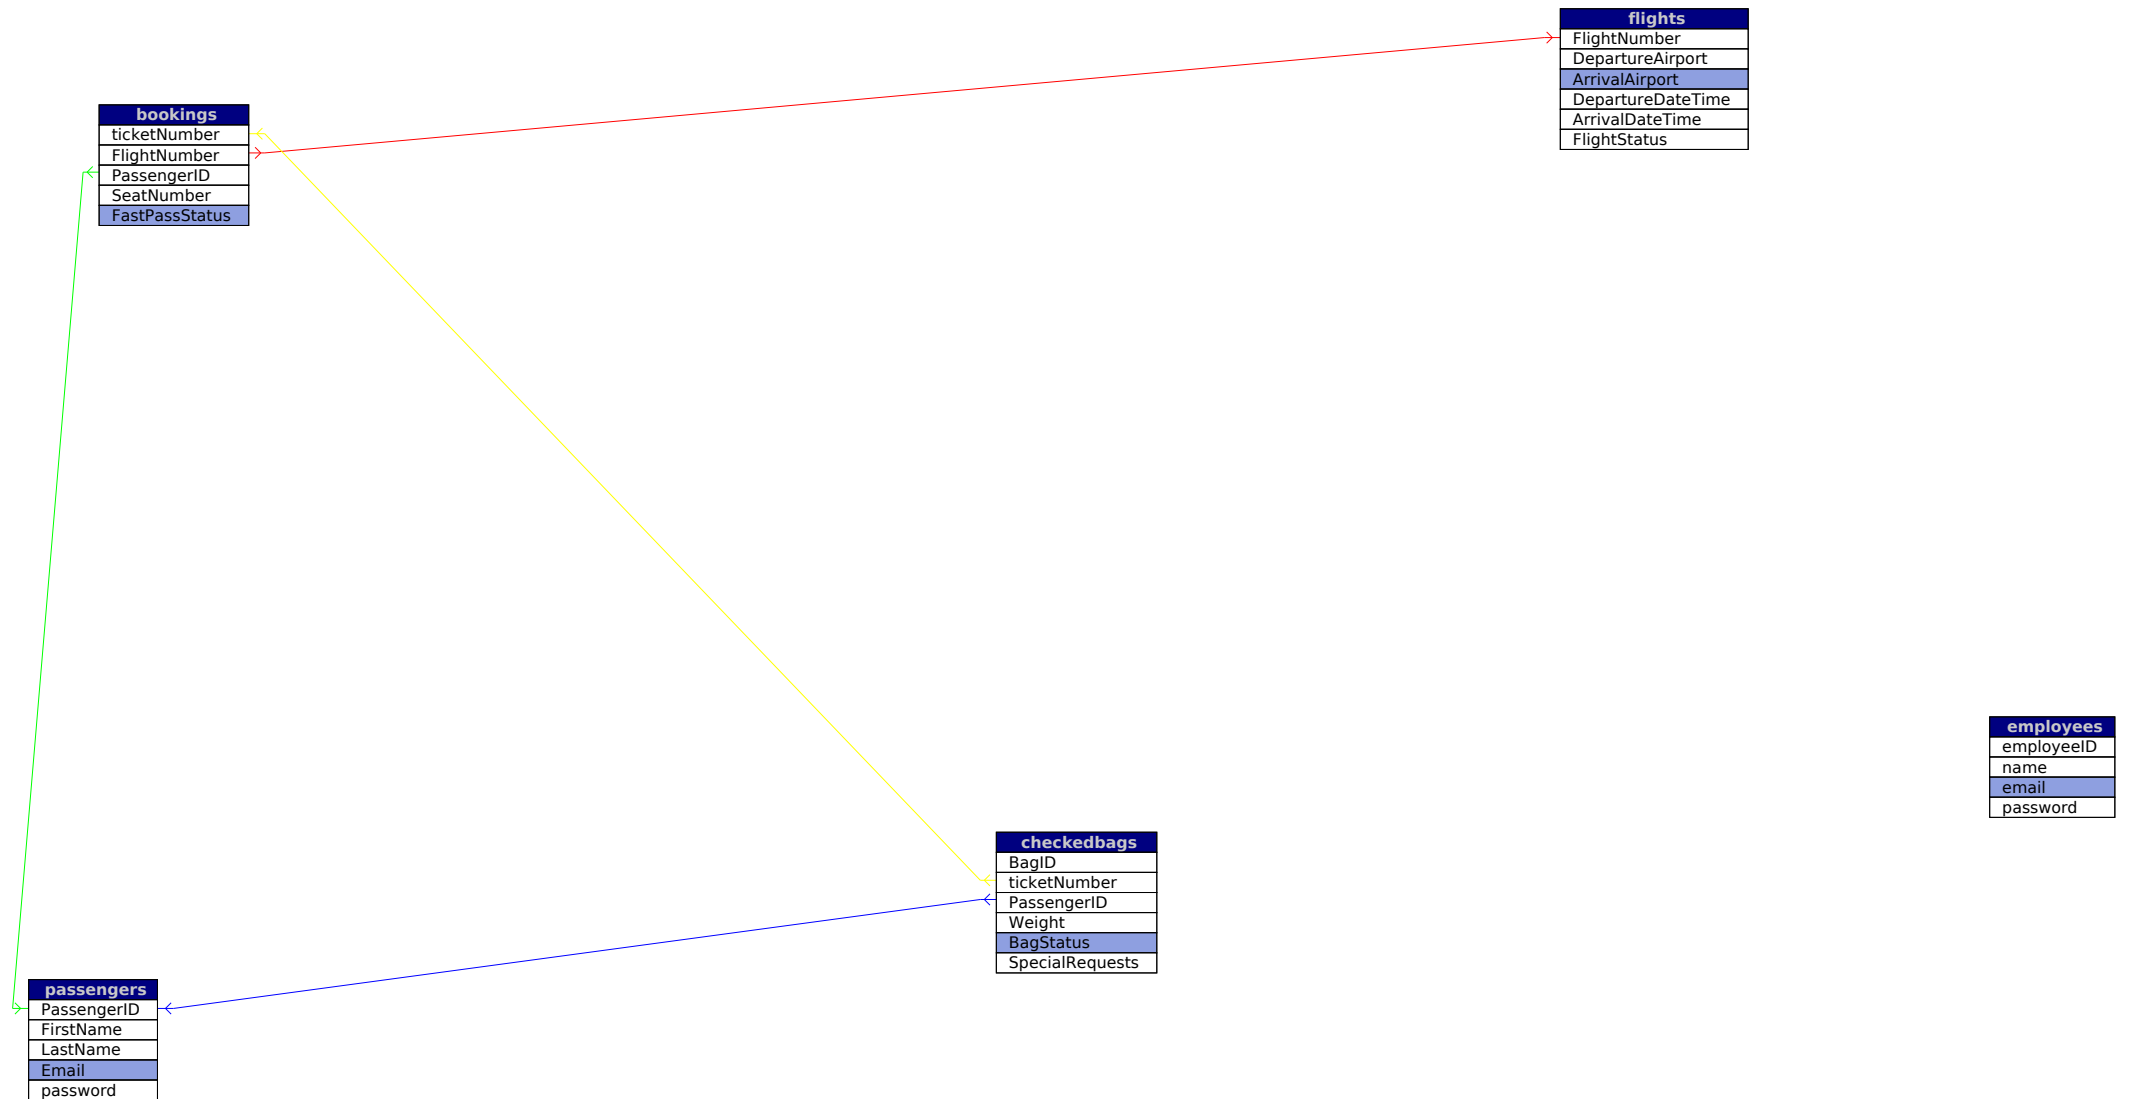 flights
FlightNumber
DepartureAirport
ArrivalAirport
DepartureDateTime
ArrivalDateTime
FlightStatus
bookings
ticketNumber
FlightNumber
PassengerID
SeatNumber
FastPassStatus
employees
employeeID
name
email
password
checkedbags
BagID
ticketNumber
PassengerID
Weight
BagStatus
SpecialRequests
passengers
PassengerID
FirstName
LastName
Email
password